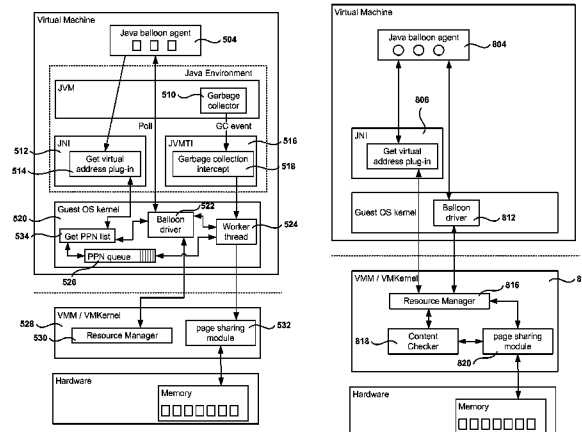 Virtual Machine
Java balloon agent
504
Java Environment
JVM
510
Garbage
collector
Poll
GC event
512
JNI
514
Get virtual
address plug-in
JVMTI
516
Garbage collection
intercept
518
520
Guest OS kernel
522
Balloon
driver
524
Worker
thread
534
Get PPN list
PPN queue
526
VMM / VMKernel
528
530
Resource Manager
page sharing
module
532
Hardware
Memory
Virtual Machine
Java balloon agent
804
806
JNI
Get virtual
address plug-in
Guest OS kernel
Balloon
driver
812
VMM / VMKernel
8
816
Resource Manager
818
Content
Checker
page sharing
module
820
Hardware
Memory